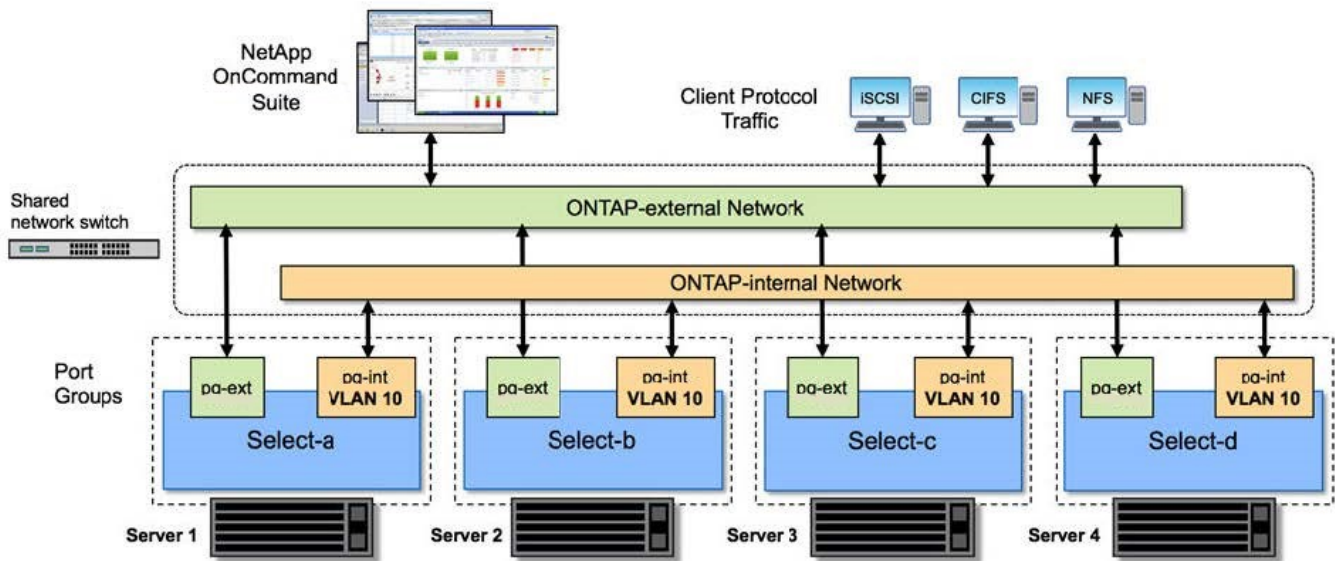 NetApp
OnCommand
Suite
Client Protocol
Traffic
iSCSI
CIFS
NFS
Shared
network switch
ONTAP-external Network
ONTAP-internal Network
Port
Groups
pg-ext
pg-int
VLAN 10
Select-a
pg-ext
pg-int
VLAN 10
Select-b
pg-ext
pg-int
VLAN 10
Select-c
pg-ext
pg-int
VLAN 10
Select-d
Server 1
Server 2
Server 3
Server 4